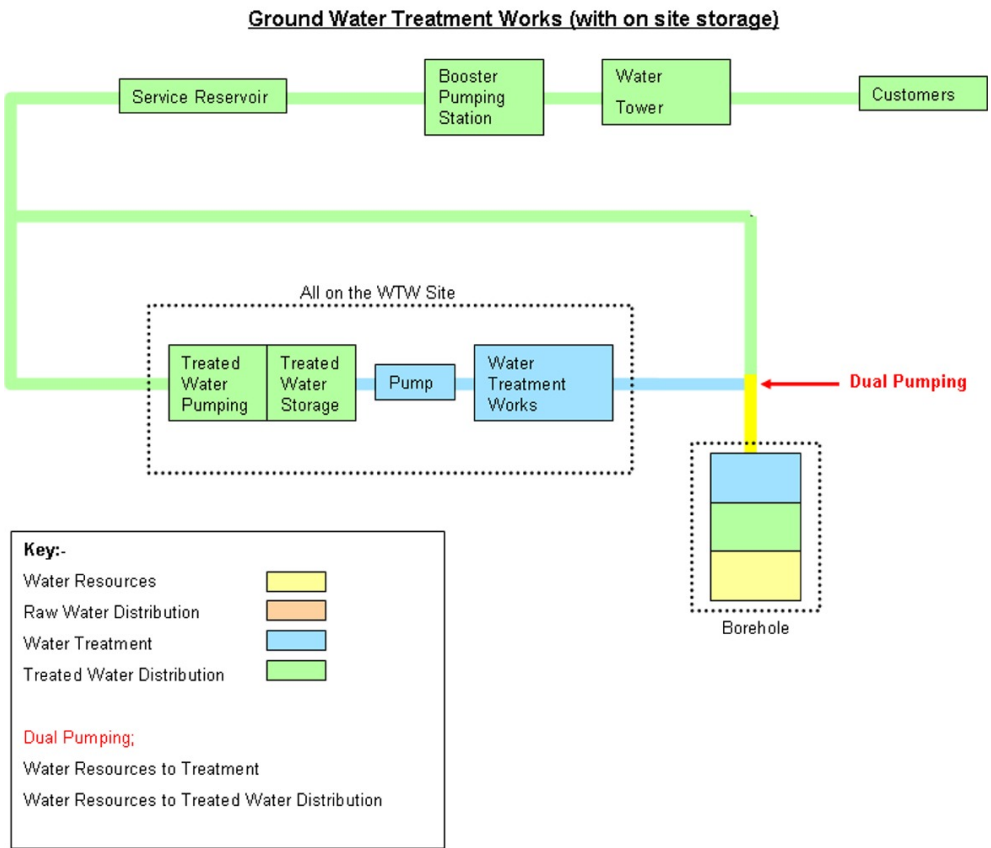 Ground Water Treatment Works (with on site storage)
Service Reservoir
Booster
Pumping
Station
Water
Tower
Customers
All on the WTW Site
Treated
Water
Pumping
Treated
Water
Storage
Pump
Water
Treatment
Works
Dual Pumping
Borehole
Key:-
Water Resources
Raw Water Distribution
Water Treatment
Treated Water Distribution
Dual Pumping;
Water Resources to Treatment
Water Resources to Treated Water Distribution